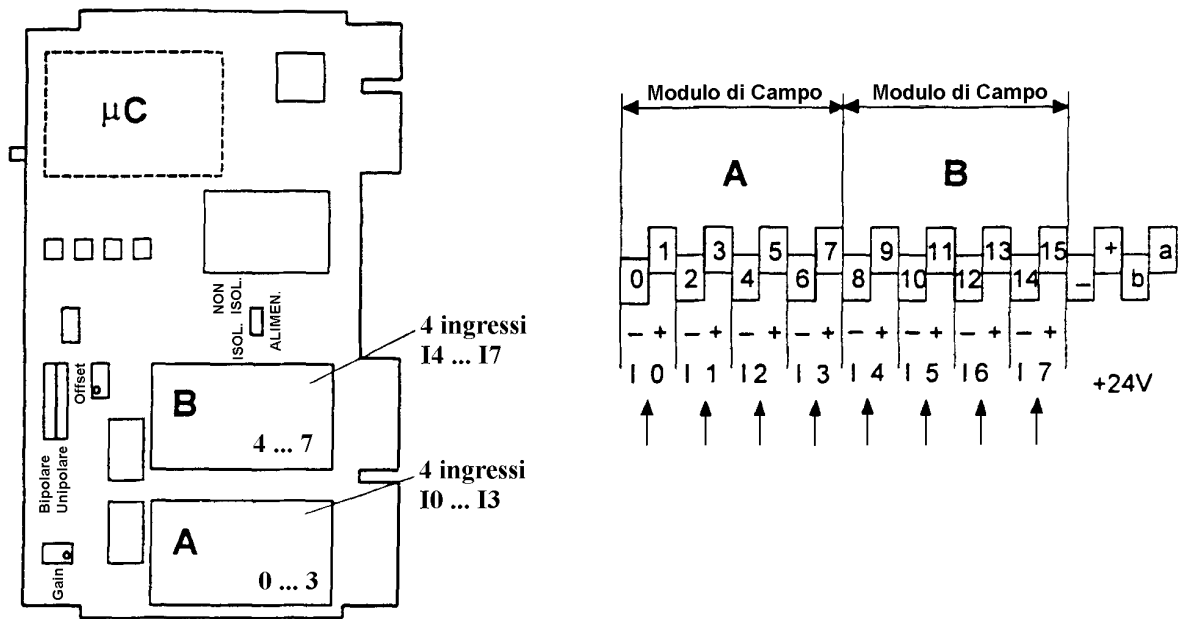 µC
NON ISOL.
ISOL.
ALIMEN.
4 ingressi
I4 ... I7
Offset
B
4 ... 7
Bipolare
Unipolare
4 ingressi
I0 ... I3
A
0 ... 3
Gain
Modulo di Campo Modulo di Campo
A B
1 3 5 7 9 11 13 15 + a
0 2 4 6 8 10 12 14 – b
– + – + – + – + – + – + – + – +
I 0 I 1 I 2 I 3 I 4 I 5 I 6 I 7 +24V